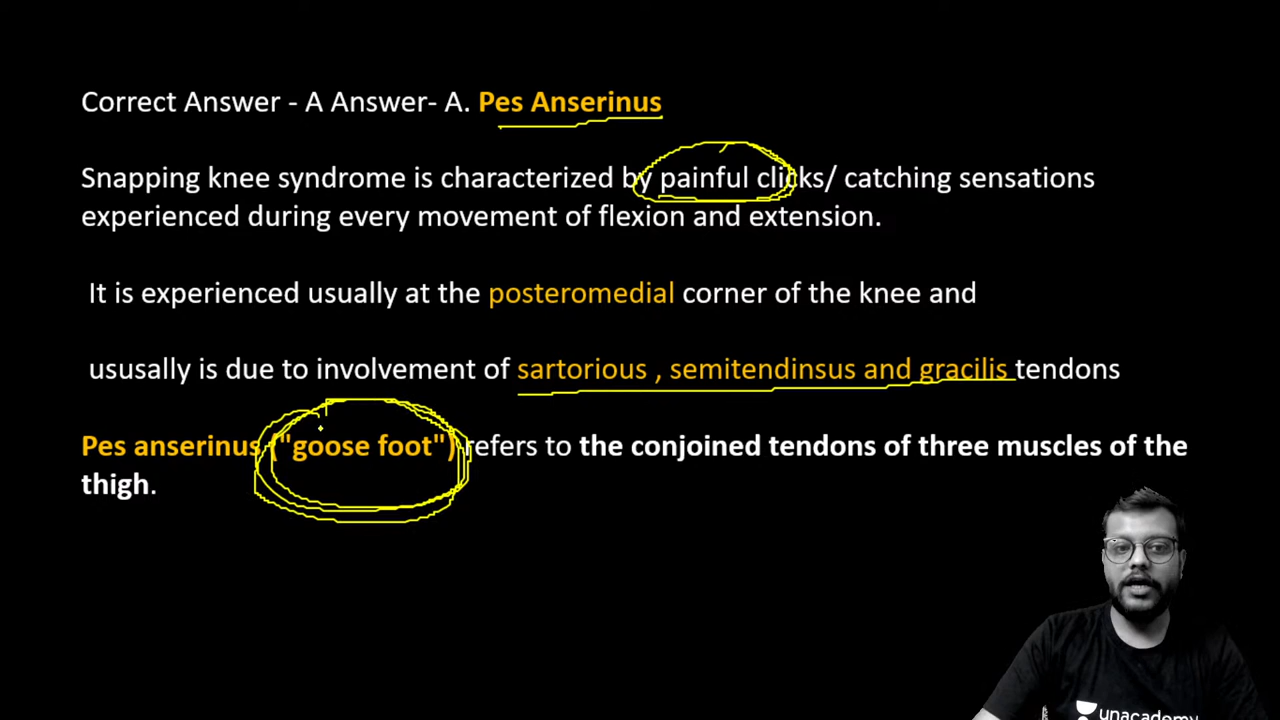 Correct Answer - A Answer- A. Pes Anserinus
Snapping knee syndrome is characterized by painful clicks/ catching sensations
experienced during every movement of flexion and extension.
It is experienced usually at the posteromedial corner of the knee and
ususally is due to involvement of sartorious , semitendinsus and gracilis tendons
Pes anserinus ("goose foot") refers to the conjoined tendons of three muscles of the
thigh.
unacademy